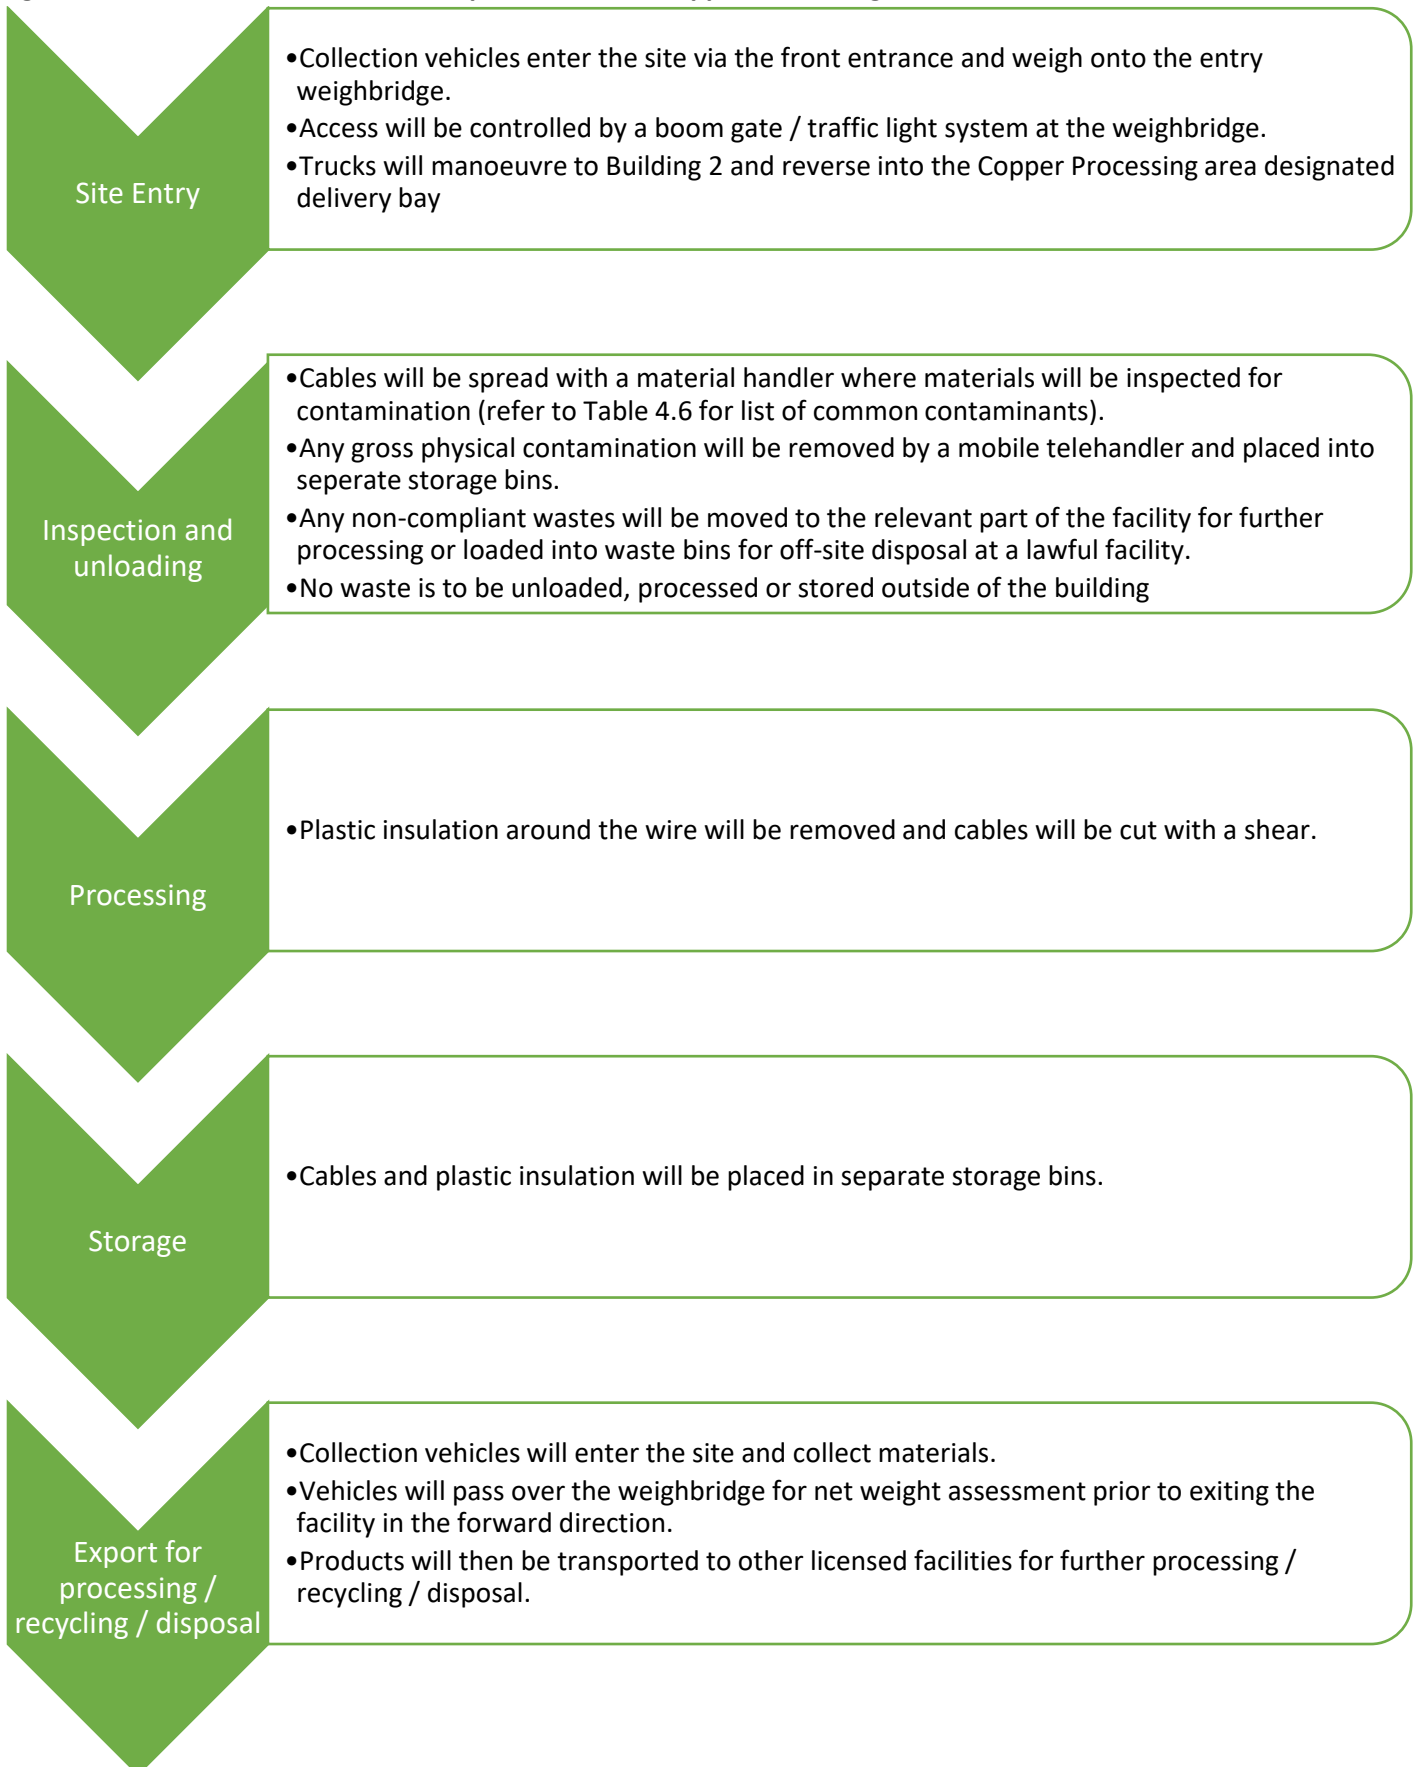 Site Entry
•Collection vehicles enter the site via the front entrance and weigh onto the entry
weighbridge.
•Access will be controlled by a boom gate / traffic light system at the weighbridge.
•Trucks will manoeuvre to Building 2 and reverse into the Copper Processing area designated
delivery bay
Inspection and
unloading
•Cables will be spread with a material handler where materials will be inspected for
contamination (refer to Table 4.6 for list of common contaminants).
•Any gross physical contamination will be removed by a mobile telehandler and placed into
seperate storage bins.
•Any non-compliant wastes will be moved to the relevant part of the facility for further
processing or loaded into waste bins for off-site disposal at a lawful facility.
•No waste is to be unloaded, processed or stored outside of the building
Processing
•Plastic insulation around the wire will be removed and cables will be cut with a shear.
Storage
•Cables and plastic insulation will be placed in separate storage bins.
Export for
processing /
recycling / disposal
•Collection vehicles will enter the site and collect materials.
•Vehicles will pass over the weighbridge for net weight assessment prior to exiting the
facility in the forward direction.
•Products will then be transported to other licensed facilities for further processing /
recycling / disposal.